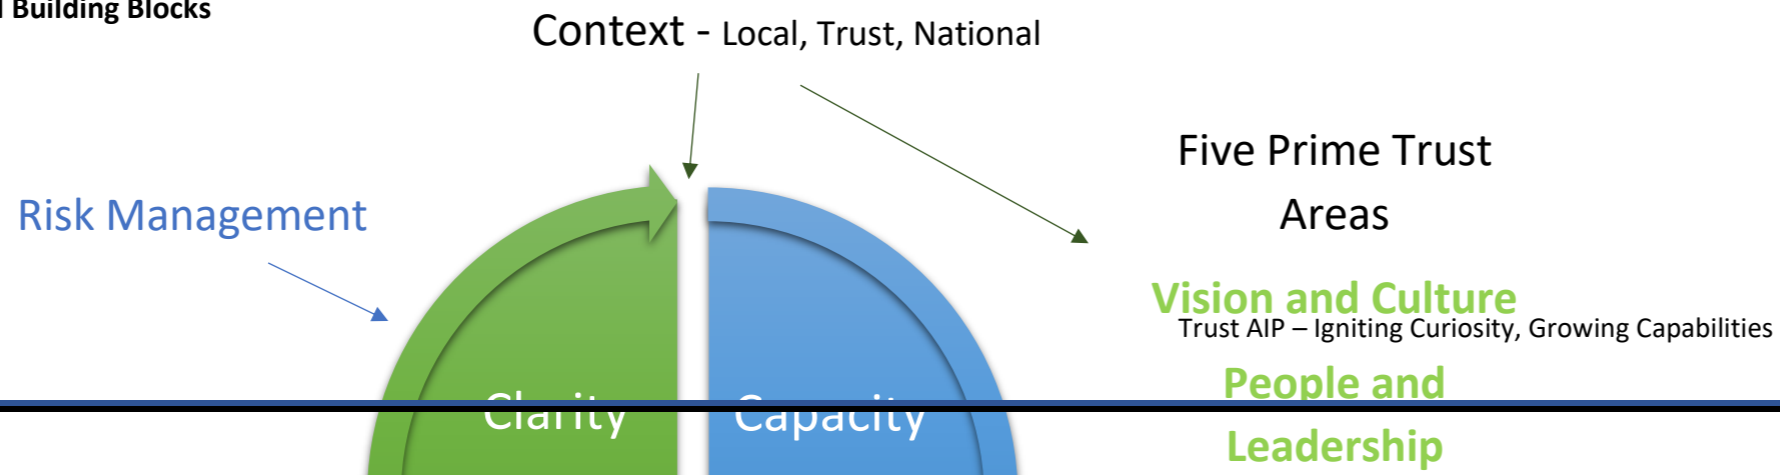 Building Blocks
Context - Local, Trust, National
Five Prime Trust
Areas
Risk Management
Vision and Culture
Trust AIP – Igniting Curiosity, Growing Capabilities
People and
Leadership
Clarity
Capacity